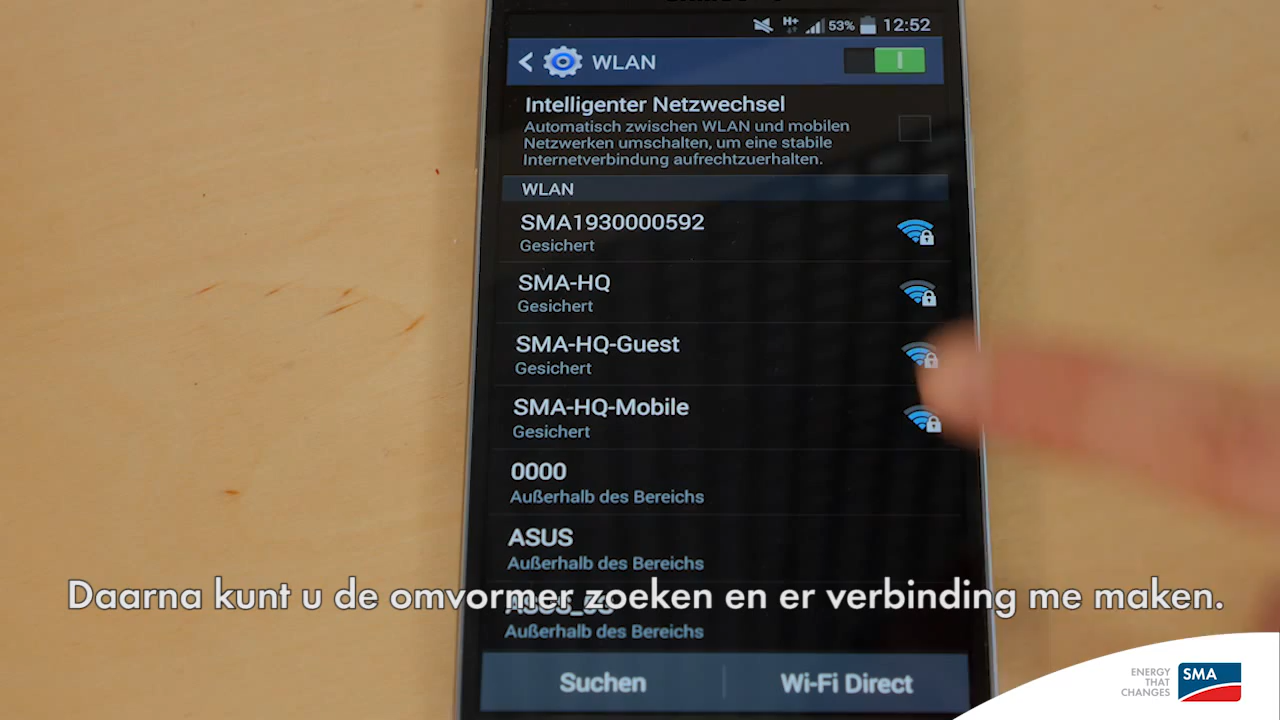 H+ 53% 12:52
WLAN
Intelligenter Netzwechsel
Automatisch zwischen WLAN und mobilen
Netzwerken umschalten, um eine stabile
Internetverbindung aufrechtzuerhalten.
WLAN
SMA1930000592
Gesichert
SMA-HQ
Gesichert
SMA-HQ-Guest
Gesichert
SMA-HQ-Mobile
Gesichert
0000
Außerhalb des Bereichs
ASUS
Außerhalb des Bereichs
Daarna kunt u de omvormer zoeken en er verbinding me maken.
Außerhalb des Bereichs
Suchen Wi-Fi Direct
ENERGY
THAT
CHANGES
SMA